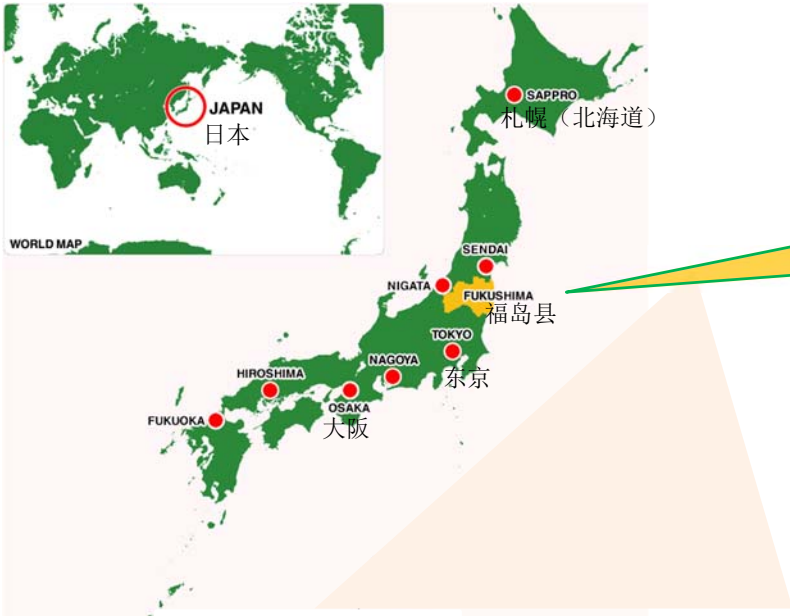 JAPAN
日本
WORLD MAP
SAPPRO
札幌（北海道）
SENDAI
NIGATA
FUKUSHIMA
福岛县
TOKYO
东京
NAGOYA
HIROSHIMA
OSAKA
大阪
FUKUOKA